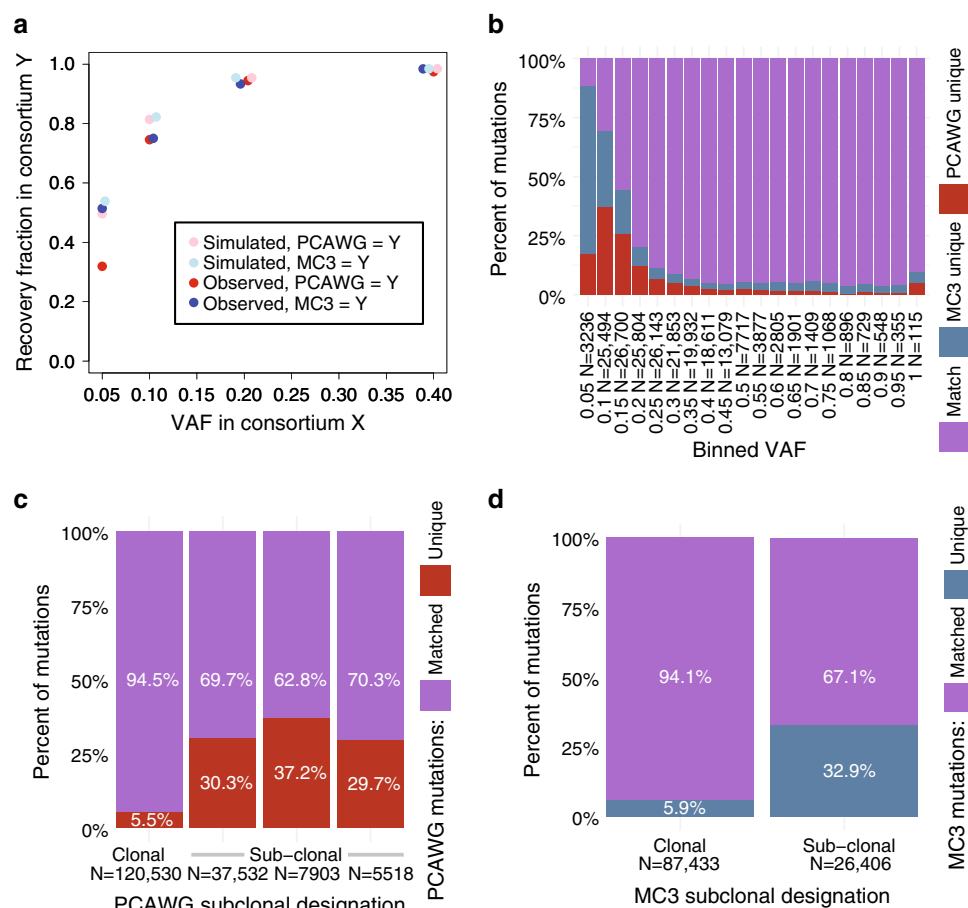 a
Recovery fraction in consortium Y
1.0
0.8
0.6
0.4
0.2
0.0
Simulated, PCAWG = Y
Simulated, MC3 = Y
Observed, PCAWG = Y
Observed, MC3 = Y
0.05 0.10 0.15 0.20 0.25 0.30 0.35 0.40
VAF in consortium X
b
Percent of mutations
100%
75%
50%
25%
0%
0.05 N=3236
0.1 N=25,494
0.15 N=26,700
0.2 N=25,804
0.25 N=26,143
0.3 N=21,853
0.35 N=19,932
0.4 N=18,611
0.45 N=13,079
0.5 N=7717
0.55 N=3877
0.6 N=2805
0.65 N=1901
0.7 N=1409
0.75 N=1068
0.8 N=896
0.85 N=729
0.9 N=548
0.95 N=355
1 N=115
Binned VAF
Match
MC3 unique
PCAWG unique
c
Percent of mutations
100%
75%
50%
25%
0%
94.5% 69.7% 62.8% 70.3%
5.5% 30.3% 37.2% 29.7%
Clonal Sub-clonal
N=120,530 N=37,532 N=7903 N=5518
PCAWG subclonal designation
PCAWG mutations: Matched Unique
d
Percent of mutations
100%
75%
50%
25%
0%
94.1% 67.1%
5.9% 32.9%
Clonal Sub-clonal
N=87,433 N=26,406
MC3 subclonal designation
MC3 mutations: Matched Unique